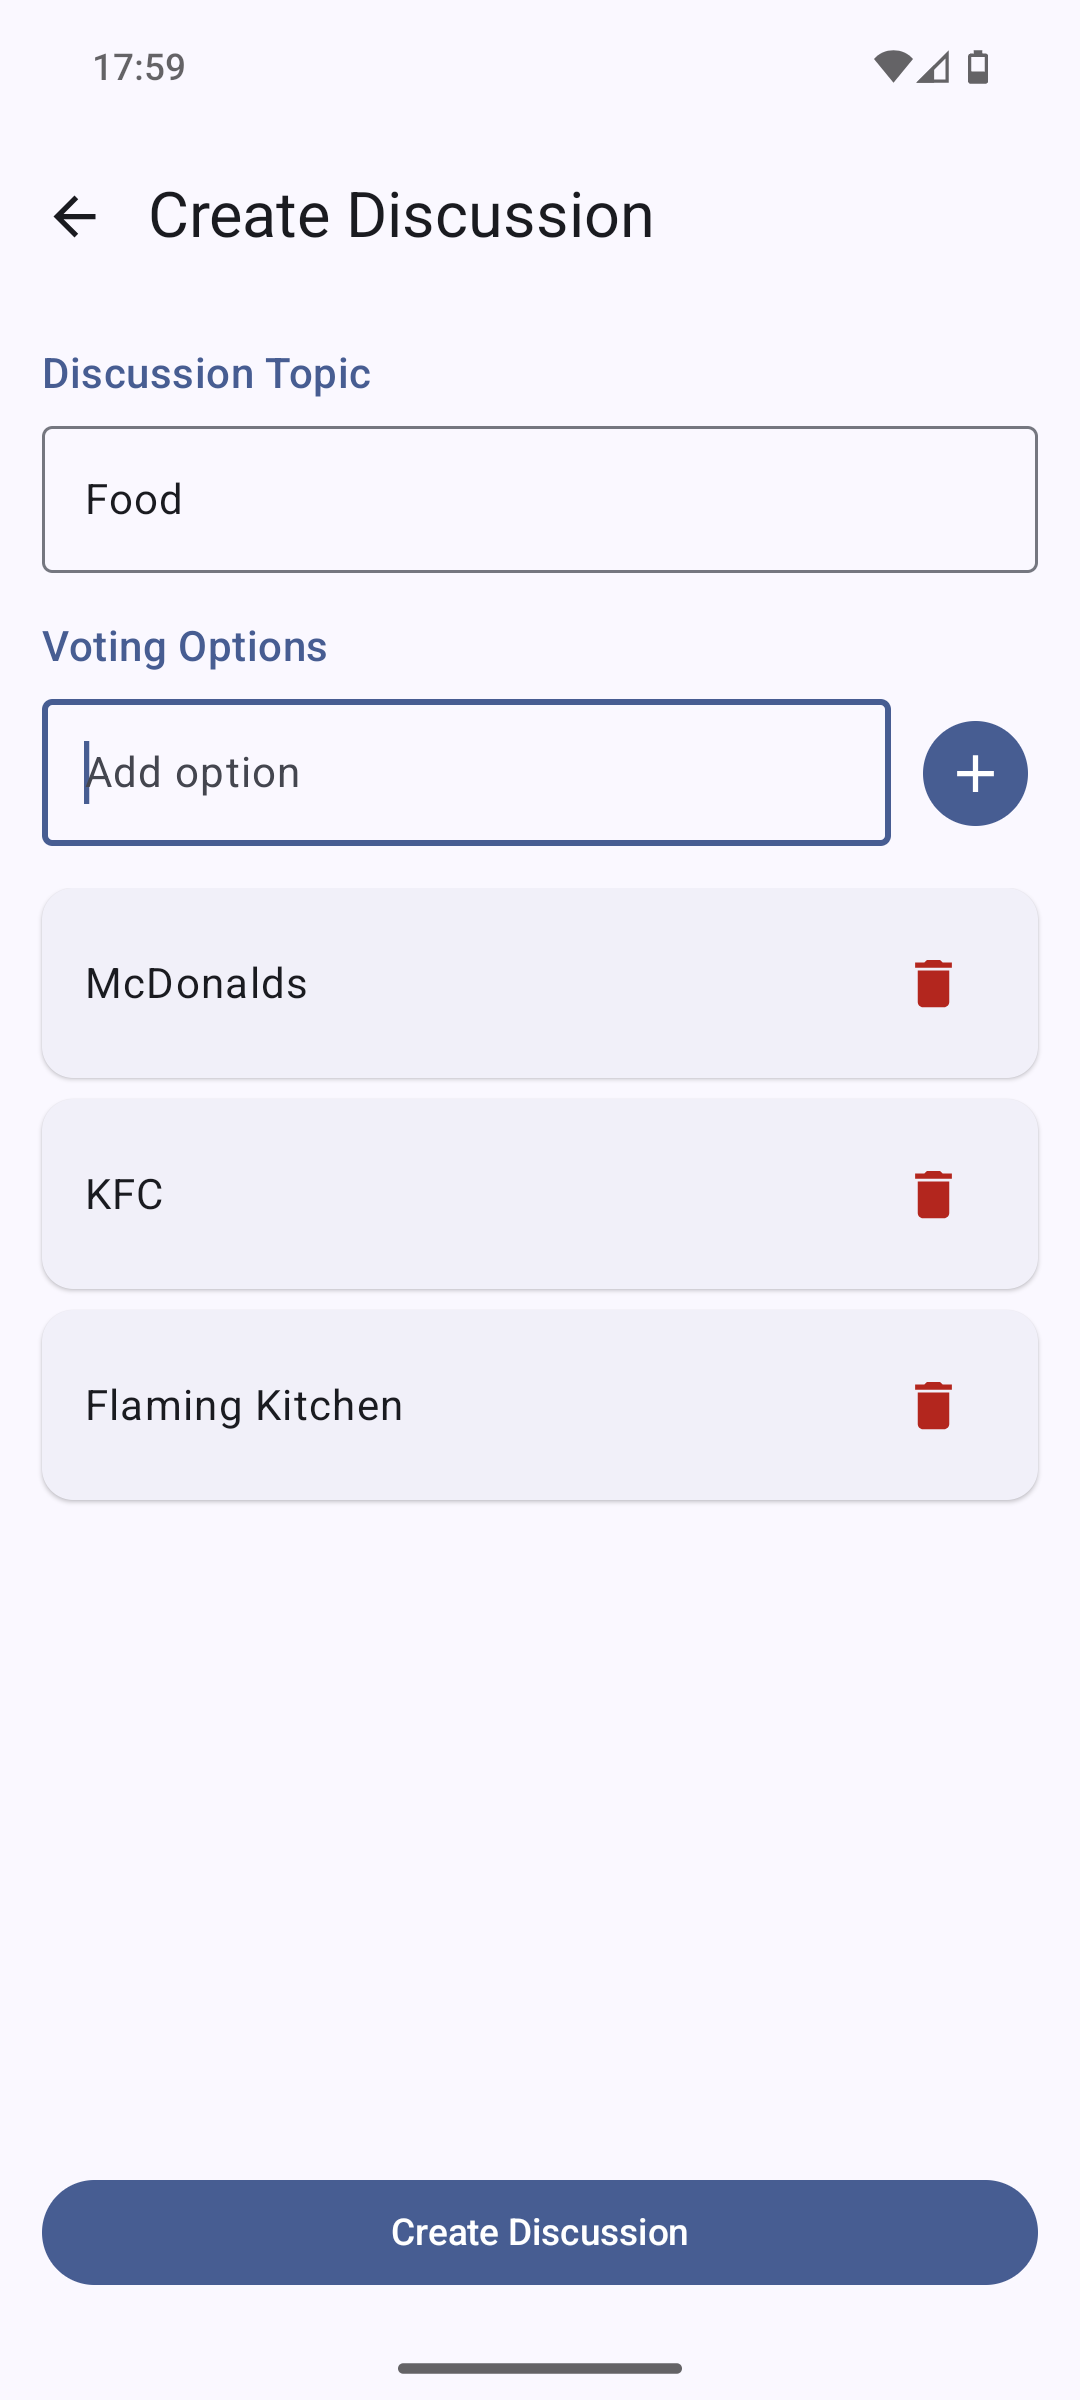 17:59
Create Discussion
Discussion Topic
Food
Voting Options
Add option
McDonalds
KFC
Flaming Kitchen
Create Discussion